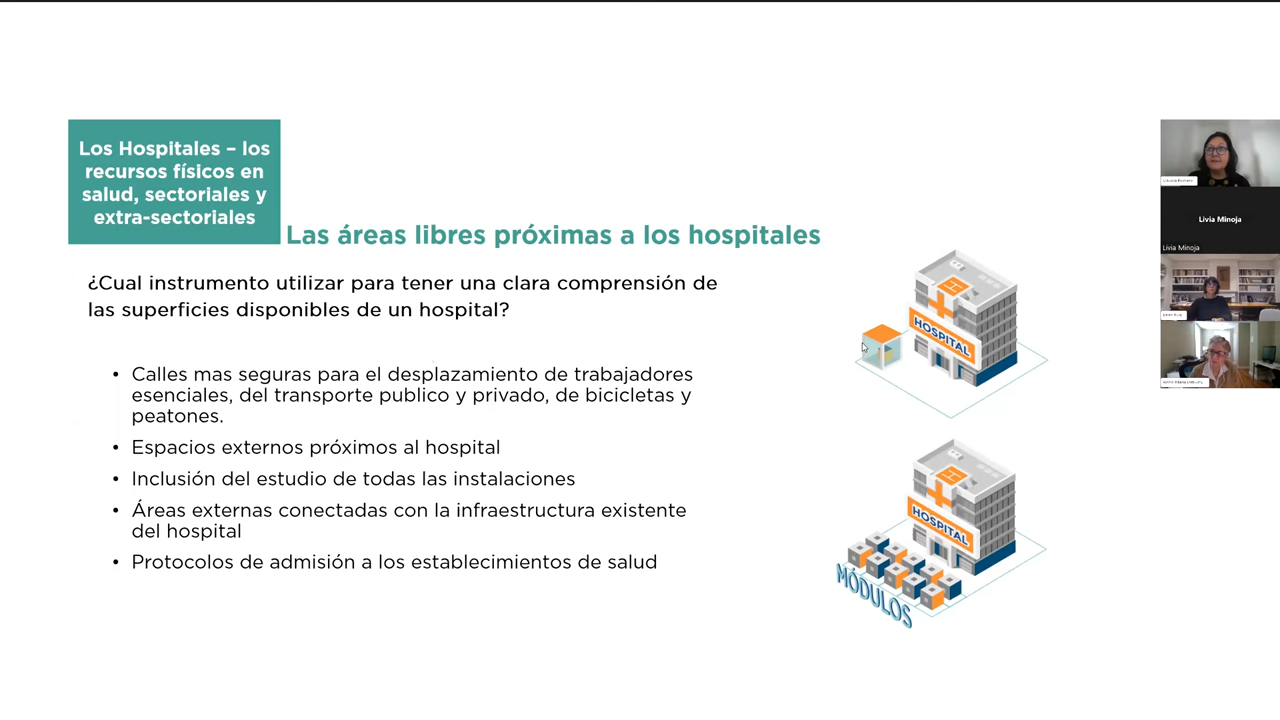 Los Hospitales – los
recursos físicos en
salud, sectoriales y
extra-sectoriales
Las áreas libres próximas a los hospitales
¿Cual instrumento utilizar para tener una clara comprensión de
las superficies disponibles de un hospital?
• Calles mas seguras para el desplazamiento de trabajadores
esenciales, del transporte publico y privado, de bicicletas y
peatones.
• Espacios externos próximos al hospital
• Inclusión del estudio de todas las instalaciones
• Áreas externas conectadas con la infraestructura existente
del hospital
• Protocolos de admisión a los establecimientos de salud
H
HOSPITAL
H
HOSPITAL
MÓDULOS
Livia Minoja
Livia Minoja